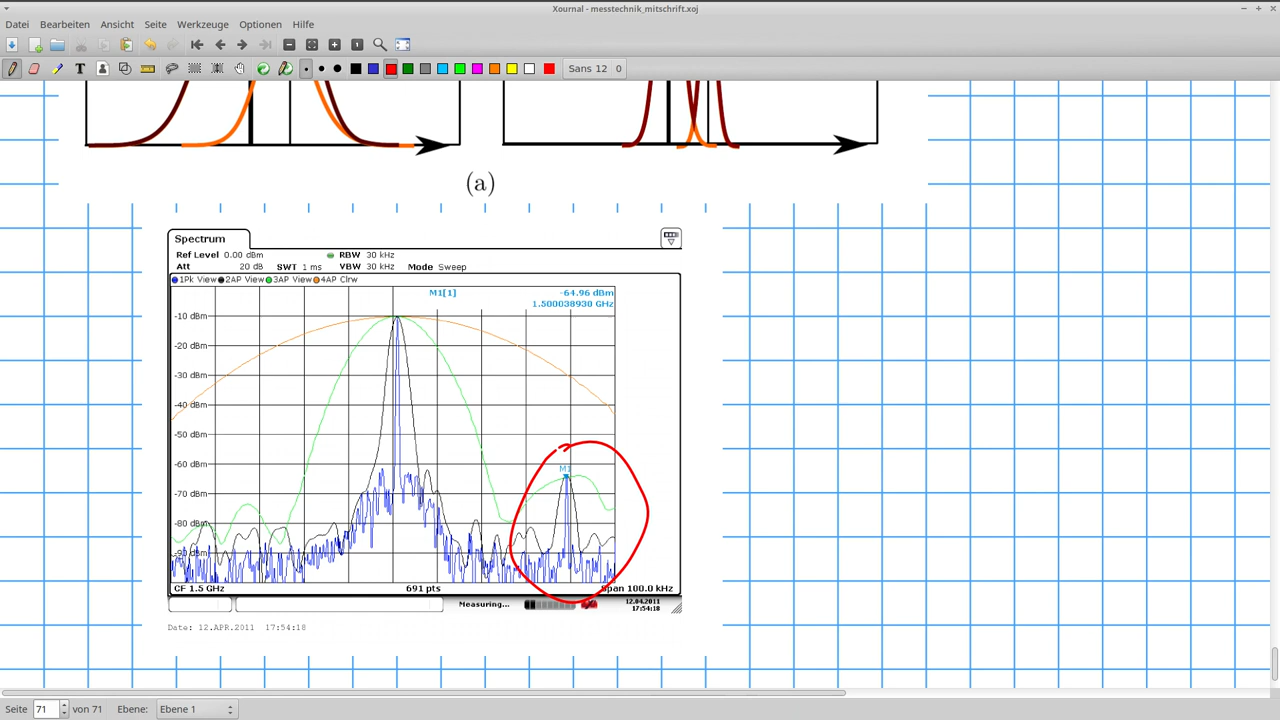 Xournal - messtechnik_mitschrift.xoj
Datei Bearbeiten Ansicht Seite Werkzeuge Optionen Hilfe
Sans 12 0
(a)
Spectrum
Ref Level 0.00 dBm RBW 30 kHz
Att 20 dB SWT 1 ms VBW 30 kHz Mode Sweep
1Pk View 2AP View 3AP View 4AP Clrw
M1[1] -64.96 dBm
1.500038930 GHz
-10 dBm
-20 dBm
-30 dBm
-40 dBm
-50 dBm
-60 dBm
M1
-70 dBm
-80 dBm
-90 dBm
CF 1.5 GHz 691 pts Span 100.0 kHz
Measuring... 12.04.2011
17:54:18
Date: 12.APR.2011 17:54:18
Seite 71 von 71 Ebene: Ebene 1